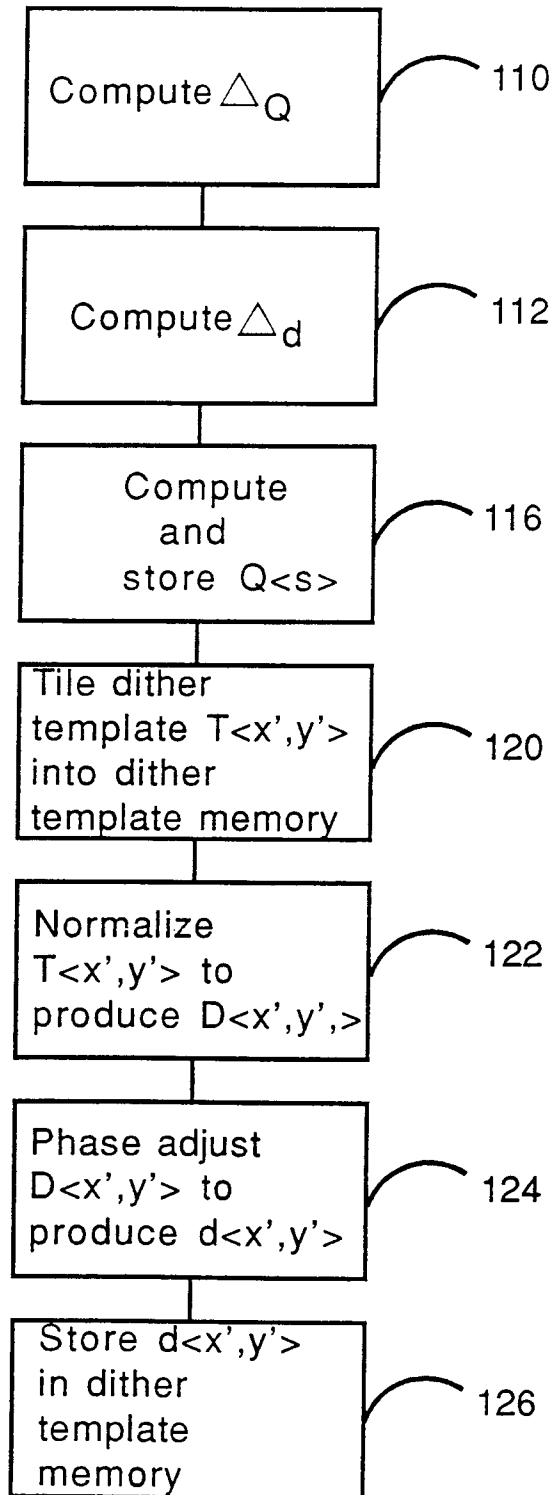 Compute △Q
110
Compute △d
112
Compute
and
store Q<s>
116
Tile dither
template T<x',y'>
into dither
template memory
120
Normalize
T<x',y'> to
produce D<x',y',>
122
Phase adjust
D<x',y'> to
produce d<x',y'>
124
Store d<x',y'>
in dither
template
memory
126